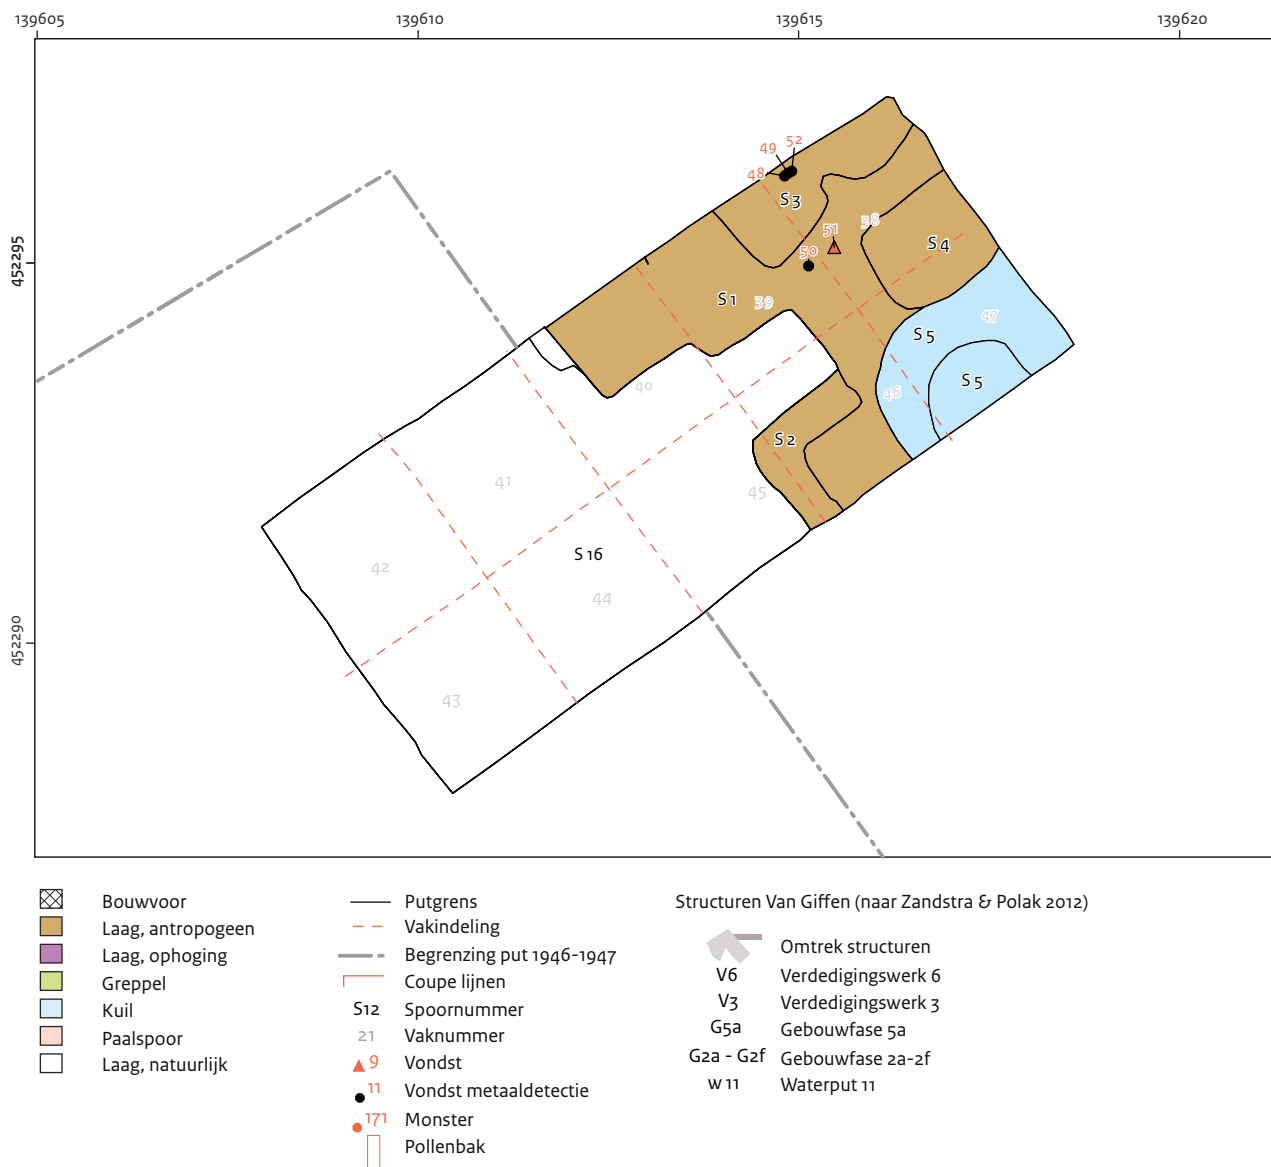 139605 139610 139615 139620
452295
452290
52
49
48
S3
38
51
S4
50
S1
39
47
S5
40
S5
46
S2
41
45
S16
42
44
43
Bouwvoor
Laag, antropogeen
Laag, ophoging
Greppel
Kuil
Paalspoor
Laag, natuurlijk
Putgrens
Vakindeling
Begrenzing put 1946-1947
Coupe lijnen
S12 Spoornummer
21 Vaknummer
9 Vondst
11 Vondst metaaldetectie
171 Monster
Pollenbak
Structuren Van Giffen (naar Zandstra & Polak 2012)
Omtrek structuren
V6 Verdedigingswerk 6
V3 Verdedigingswerk 3
G5a Gebouwfase 5a
G2a - G2f Gebouwfase 2a-2f
w 11 Waterput 11